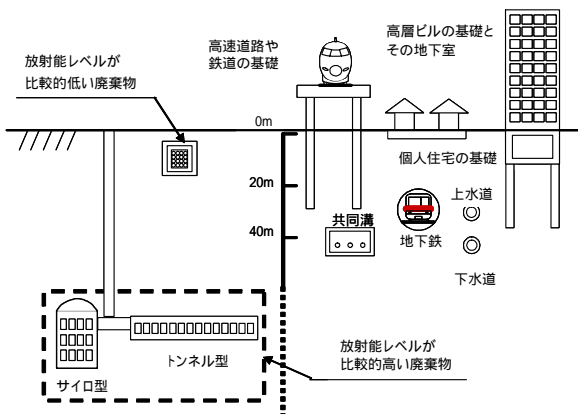 放射能レベルが
比較的低い廃棄物
高速道路や
鉄道の基礎
高層ビルの基礎と
その地下室
0m
20m
40m
個人住宅の基礎
共同溝
地下鉄
上水道
下水道
サイロ型
トンネル型
放射能レベルが
比較的高い廃棄物